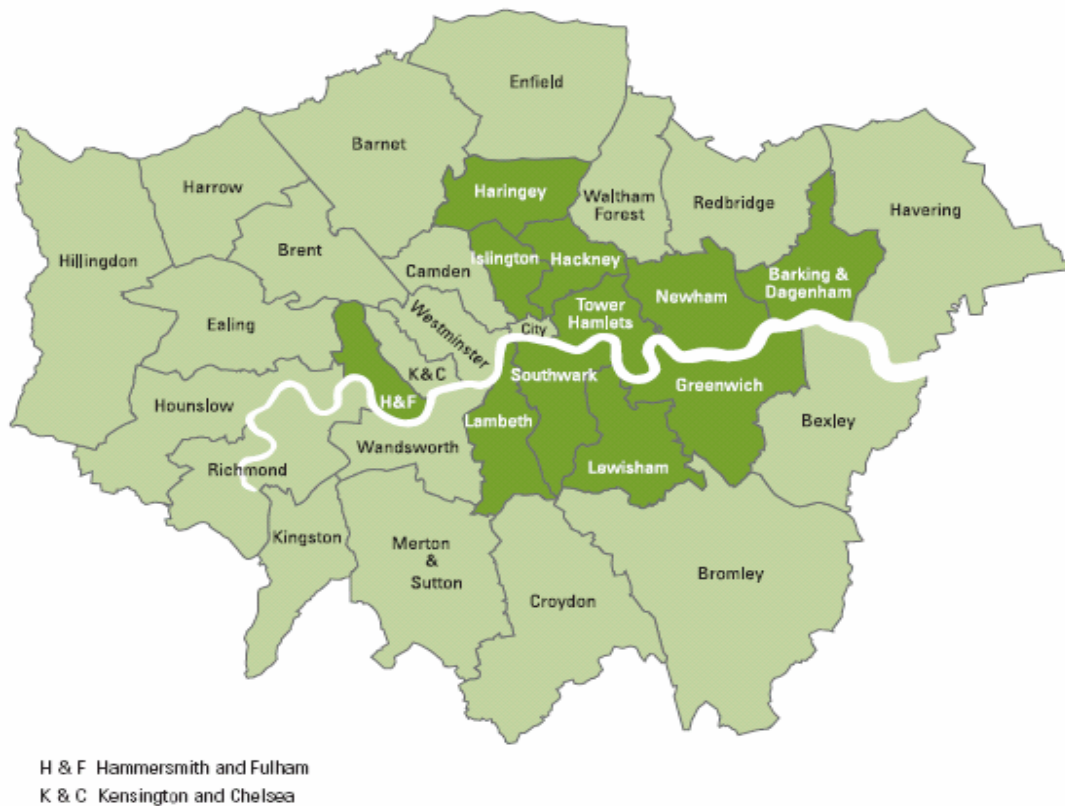 Enfield
Barnet
Haringey
Waltham
Forest
Redbridge
Havering
Harrow
Brent
Hillingdon
Camden
Islington
Hackney
Newham
Barking &
Dagenham
Tower
Hamlets
Ealing
Westminster
City
K&C
H&F
Hounslow
Southwark
Greenwich
Lambeth
Bexley
Wandsworth
Richmond
Lewisham
Kingston
Merton
&
Sutton
Croydon
Bromley
H & F Hammersmith and Fulham
K & C Kensington and Chelsea